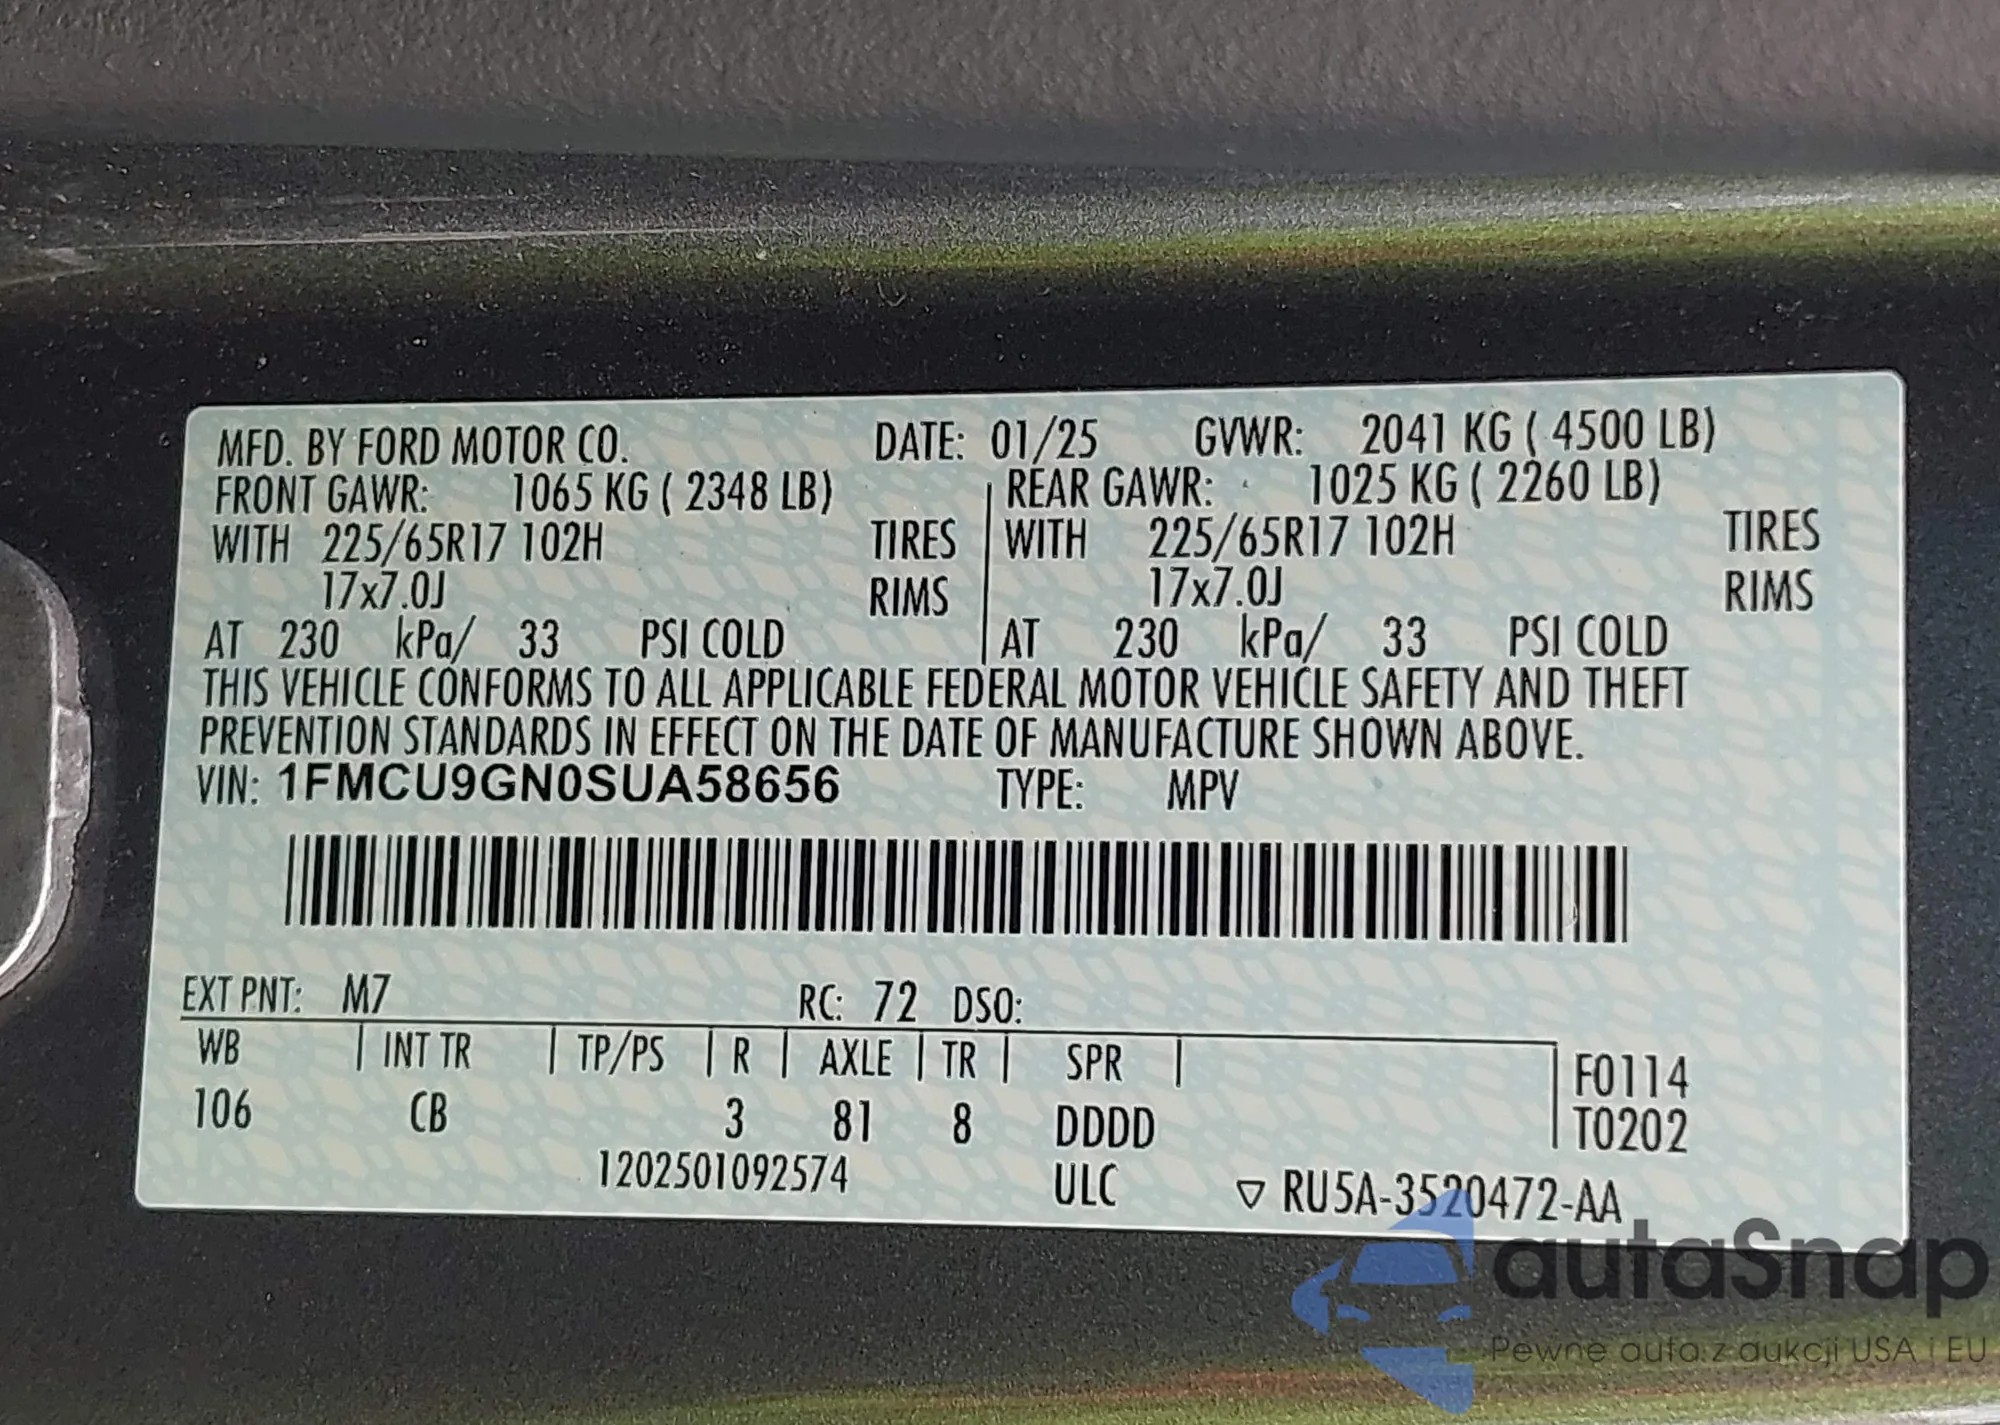 MFD. BY FORD MOTOR CO. DATE: 01/25 GVWR: 2041 KG ( 4500 LB)
FRONT GAWR: 1065 KG ( 2348 LB) REAR GAWR: 1025 KG ( 2260 LB)
WITH 225/65R17 102H TIRES WITH 225/65R17 102H TIRES
17x7.0J RIMS 17x7.0J RIMS
AT 230 kPa/ 33 PSI COLD AT 230 kPa/ 33 PSI COLD
THIS VEHICLE CONFORMS TO ALL APPLICABLE FEDERAL MOTOR VEHICLE SAFETY AND THEFT
PREVENTION STANDARDS IN EFFECT ON THE DATE OF MANUFACTURE SHOWN ABOVE.
VIN: 1FMCU9GN0SUA58656 TYPE: MPV
EXT PNT: M7 RC: 72 DSO:
WB INT TR TP/PS R AXLE TR SPR F0114
106 CB 3 81 8 DDDD T0202
1202501092574 ULC ▽ RU5A-3520472-AA
autaSnap
Pewne auta z aukcji USA i EU